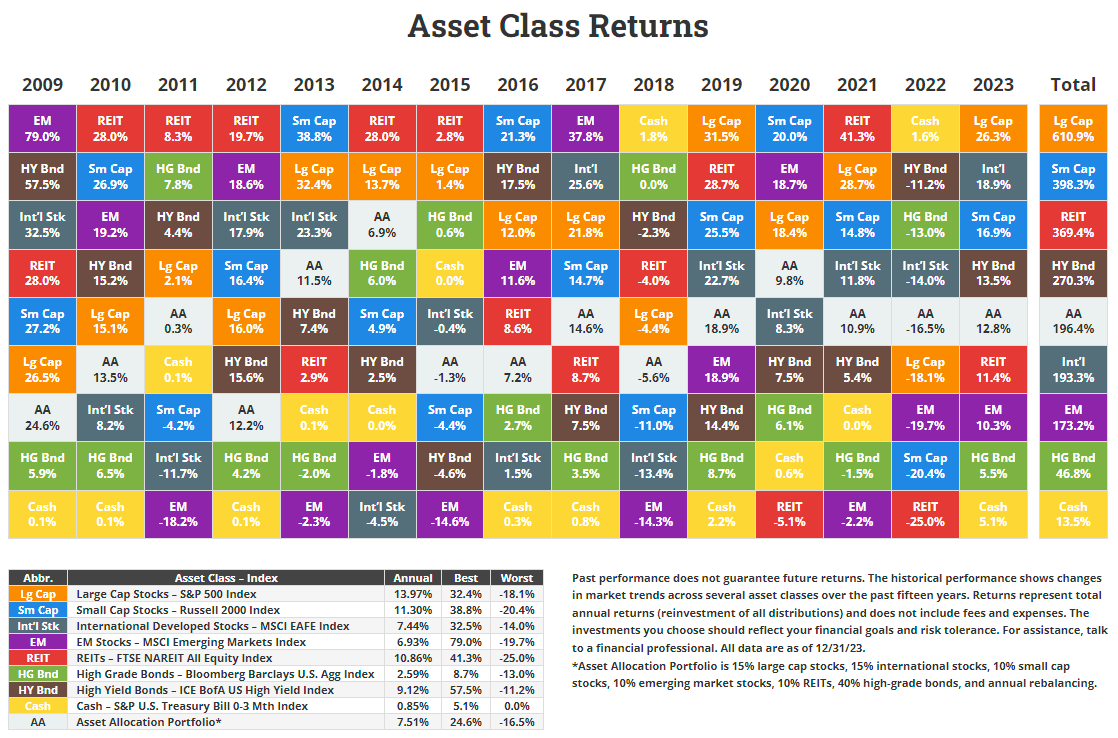 Asset Class Returns
2009 2010 2011 2012 2013 2014 2015 2016 2017 2018 2019 2020 2021 2022 2023 Total
EM REIT REIT REIT Sm Cap REIT REIT Sm Cap EM Cash Lg Cap Sm Cap REIT Cash Lg Cap Lg Cap
79.0% 28.0% 8.3% 19.7% 38.8% 28.0% 2.8% 21.3% 37.8% 1.8% 31.5% 20.0% 41.3% 1.6% 26.3% 610.9%
HY Bnd Sm Cap HG Bnd EM Lg Cap Lg Cap Lg Cap HY Bnd Int'l HG Bnd REIT EM Lg Cap HY Bnd Int'l Sm Cap
57.5% 26.9% 7.8% 18.6% 32.4% 13.7% 1.4% 17.5% 25.6% 0.0% 28.7% 18.7% 28.7% -11.2% 18.9% 398.3%
Int'l Stk EM HY Bnd Int'l Stk Int'l Stk AA HG Bnd Lg Cap Lg Cap HY Bnd Sm Cap Lg Cap Sm Cap HG Bnd Sm Cap REIT
32.5% 19.2% 4.4% 17.9% 23.3% 6.9% 0.6% 12.0% 21.8% -2.3% 25.5% 18.4% 14.8% -13.0% 16.9% 369.4%
REIT HY Bnd Lg Cap Sm Cap AA HG Bnd Cash EM Sm Cap REIT Int'l Stk AA Int'l Stk Int'l Stk HY Bnd HY Bnd
28.0% 15.2% 2.1% 16.4% 11.5% 6.0% 0.0% 11.6% 14.7% -4.0% 22.7% 9.8% 11.8% -14.0% 13.5% 270.3%
Sm Cap Lg Cap AA Lg Cap HY Bnd Sm Cap Int'l Stk REIT AA Lg Cap AA Int'l Stk AA AA AA AA
27.2% 15.1% 0.3% 16.0% 7.4% 4.9% -0.4% 8.6% 14.6% -4.4% 18.9% 8.3% 10.9% -16.5% 12.8% 196.4%
Lg Cap AA Cash HY Bnd REIT HY Bnd AA AA REIT AA EM HY Bnd HY Bnd Lg Cap REIT Int'l
26.5% 13.5% 0.1% 15.6% 2.9% 2.5% -1.3% 7.2% 8.7% -5.6% 18.9% 7.5% 5.4% -18.1% 11.4% 193.3%
AA Int'l Stk Sm Cap AA Cash Cash Sm Cap HG Bnd HY Bnd Sm Cap HY Bnd HG Bnd Cash EM EM EM
24.6% 8.2% -4.2% 12.2% 0.1% 0.0% -4.4% 2.7% 7.5% -11.0% 14.4% 6.1% 0.0% -19.7% 10.3% 173.2%
HG Bnd HG Bnd Int'l Stk HG Bnd HG Bnd EM HY Bnd Int'l Stk HG Bnd Int'l Stk HG Bnd Cash HG Bnd Sm Cap HG Bnd HG Bnd
5.9% 6.5% -11.7% 4.2% -2.0% -1.8% -4.6% 1.5% 3.5% -13.4% 8.7% 0.6% -1.5% -20.4% 5.5% 46.8%
Cash Cash EM Cash EM Int'l Stk EM Cash Cash EM Cash REIT EM REIT Cash Cash
0.1% 0.1% -18.2% 0.1% -2.3% -4.5% -14.6% 0.3% 0.8% -14.3% 2.2% -5.1% -2.2% -25.0% 5.1% 13.5%
Abbr. Asset Class – Index Annual Best Worst
Lg Cap Large Cap Stocks – S&P 500 Index 13.97% 32.4% -18.1%
Sm Cap Small Cap Stocks – Russell 2000 Index 11.30% 38.8% -20.4%
Int'l Stk International Developed Stocks – MSCI EAFE Index 7.44% 32.5% -14.0%
EM EM Stocks – MSCI Emerging Markets Index 6.93% 79.0% -19.7%
REIT REITs – FTSE NAREIT All Equity Index 10.86% 41.3% -25.0%
HG Bnd High Grade Bonds – Bloomberg Barclays U.S. Agg Index 2.59% 8.7% -13.0%
HY Bnd High Yield Bonds – ICE BofA US High Yield Index 9.12% 57.5% -11.2%
Cash Cash – S&P U.S. Treasury Bill 0-3 Mth Index 0.85% 5.1% 0.0%
AA Asset Allocation Portfolio* 7.51% 24.6% -16.5%
Past performance does not guarantee future returns. The historical performance shows changes
in market trends across several asset classes over the past fifteen years. Returns represent total
annual returns (reinvestment of all distributions) and does not include fees and expenses. The
investments you choose should reflect your financial goals and risk tolerance. For assistance, talk
to a financial professional. All data are as of 12/31/23.
*Asset Allocation Portfolio is 15% large cap stocks, 15% international stocks, 10% small cap
stocks, 10% emerging market stocks, 10% REITs, 40% high-grade bonds, and annual rebalancing.